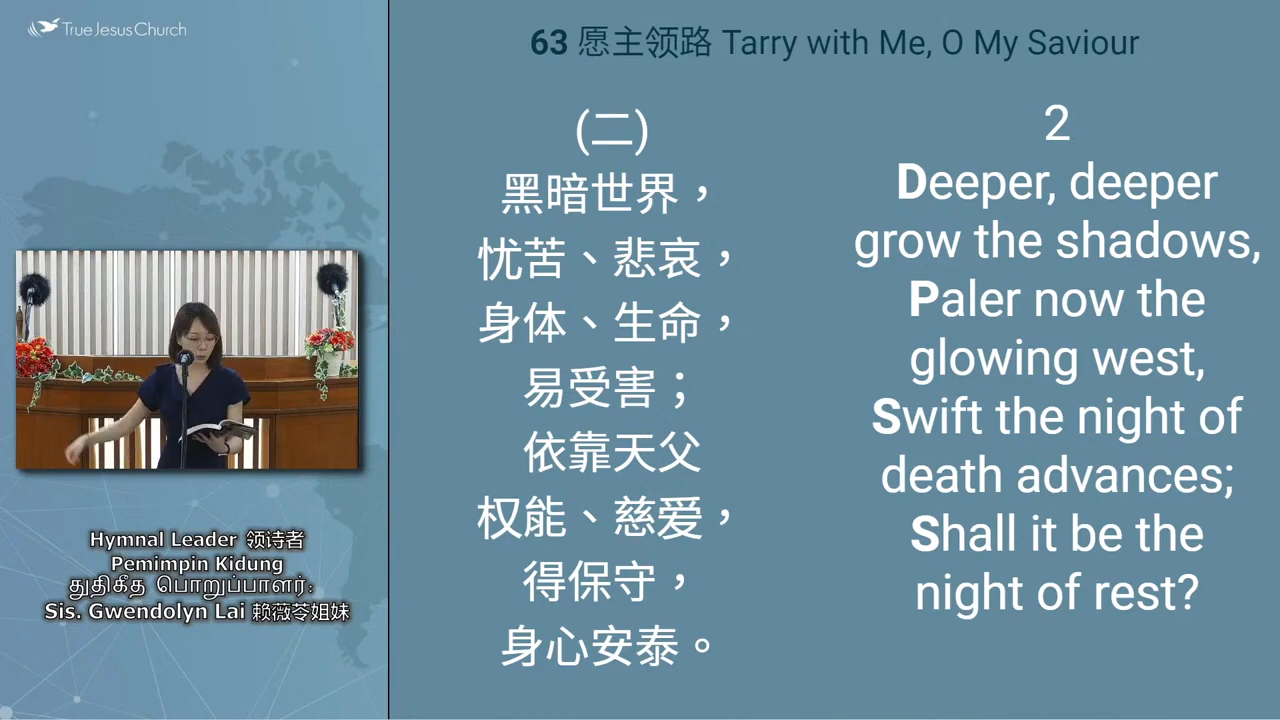 True Jesus Church
63 愿主领路 Tarry with Me, O My Saviour
(二)
黑暗世界，
忧苦、悲哀，
身体、生命，
易受害；
依靠天父
权能、慈爱，
得保守，
身心安泰。
2
Deeper, deeper
grow the shadows,
Paler now the
glowing west,
Swift the night of
death advances;
Shall it be the
night of rest?
Hymnal Leader 领诗者
Pemimpin Kidung
துதிகீத பொறுப்பாளர்:
Sis. Gwendolyn Lai 赖薇苓姐妹